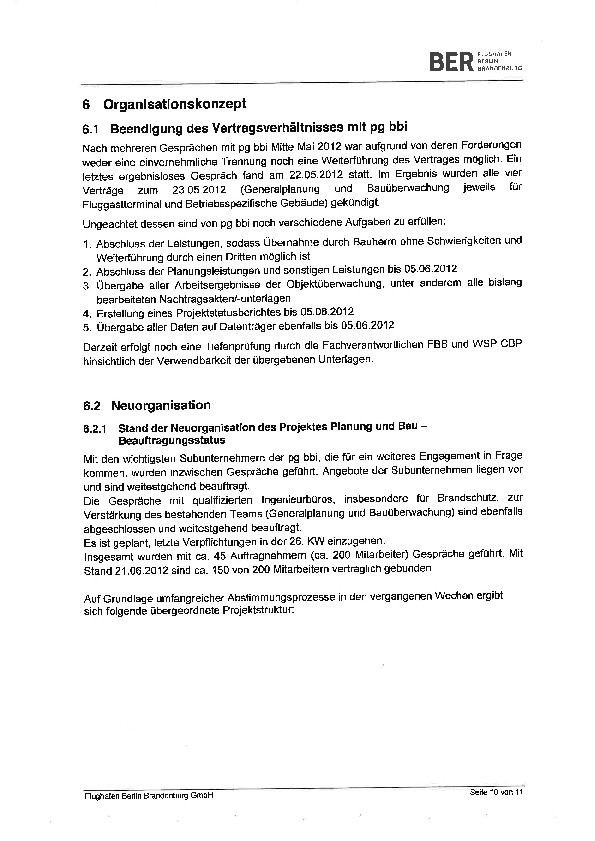 BER FLUGHAFEN
BERLIN
BRANDENBURG
6 Organisationskonzept
6.1 Beendigung des Vertragsverhältnisses mit pg bbi
Nach mehreren Gesprächen mit pg bbi Mitte Mai 2012 war aufgrund von deren Forderungen
weder eine einvernehmliche Trennung noch eine Weiterführung des Vertrages möglich. Ein
letztes ergebnisloses Gespräch fand am 22.05.2012 statt. Im Ergebnis wurden alle vier
Verträge zum 23.05.2012 (Generalplanung und Bauüberwachung jeweils für
Fluggastterminal und Betriebsspezifische Gebäude) gekündigt.
Ungeachtet dessen sind von pg bbi noch verschiedene Aufgaben zu erfüllen:
1. Abschluss der Leistungen, sodass Übernahme durch Bauherrn ohne Schwierigkeiten und
Weiterführung durch einen Dritten möglich ist
2. Abschluss der Planungsleistungen und sonstigen Leistungen bis 05.06.2012
3. Übergabe aller Arbeitsergebnisse der Objektüberwachung, unter anderem alle bislang
bearbeiteten Nachtragsakten/-unterlagen
4. Erstellung eines Projektstatusberichtes bis 05.06.2012
5. Übergabe aller Daten auf Datenträger ebenfalls bis 05.06.2012
Derzeit erfolgt noch eine Tiefenprüfung durch die Fachverantwortlichen FBB und WSP CBP
hinsichtlich der Verwendbarkeit der übergebenen Unterlagen.
6.2 Neuorganisation
6.2.1 Stand der Neuorganisation des Projektes Planung und Bau –
Beauftragungsstatus
Mit den wichtigsten Subunternehmern der pg bbi, die für ein weiteres Engagement in Frage
kommen, wurden inzwischen Gespräche geführt. Angebote der Subunternehmen liegen vor
und sind weitestgehend beauftragt.
Die Gespräche mit qualifizierten Ingenieurbüros, insbesondere für Brandschutz, zur
Verstärkung des bestehenden Teams (Generalplanung und Bauüberwachung) sind ebenfalls
abgeschlossen und weitestgehend beauftragt.
Es ist geplant, letzte Verpflichtungen in der 26. KW einzugehen.
Insgesamt wurden mit ca. 45 Auftragnehmern (ca. 200 Mitarbeiter) Gespräche geführt. Mit
Stand 21.06.2012 sind ca. 150 von 200 Mitarbeitern vertraglich gebunden
Auf Grundlage umfangreicher Abstimmungsprozesse in den vergangenen Wochen ergibt
sich folgende übergeordnete Projektstruktur:
Flughafen Berlin Brandenburg GmbH
Seite 10 von 11